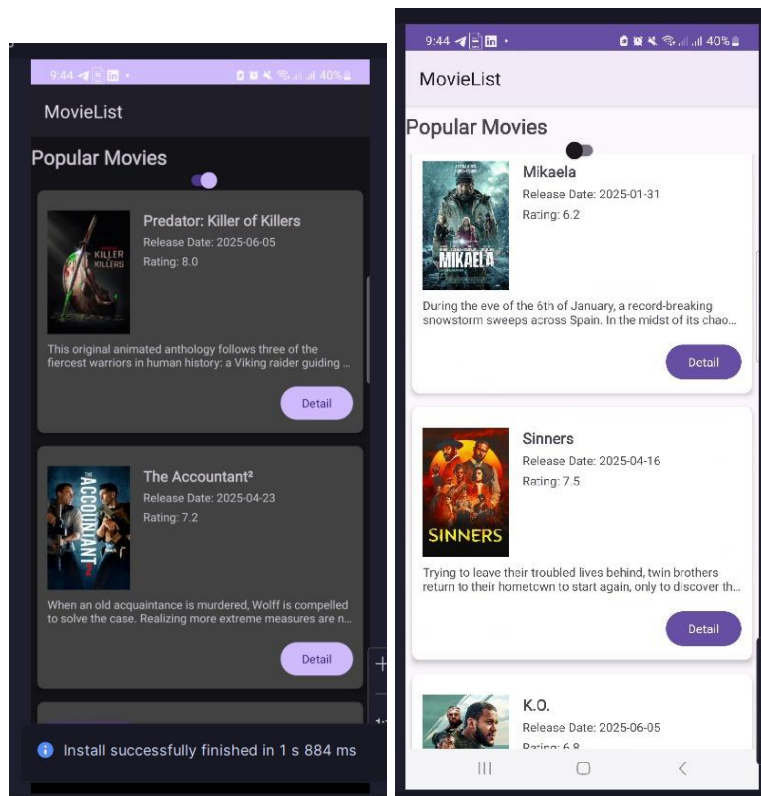 9:44
40%
MovieList
Popular Movies
Predator: Killer of Killers
Release Date: 2025-06-05
Rating: 8.0
KILLER
KILLERS
This original animated anthology follows three of the
fiercest warriors in human history: a Viking raider guiding ...
Detail
THE
ACCOUNTANT
2
The Accountant²
Release Date: 2025-04-23
Rating: 7.2
When an old acquaintance is murdered, Wolff is compelled
to solve the case. Realizing more extreme measures are n...
Detail
Install successfully finished in 1 s 884 ms
9:44 in
40%
MovieList
Popular Movies
Mikaela
Release Date: 2025-01-31
Rating: 6.2
MIKAELA
During the eve of the 6th of January, a record-breaking
snowstorm sweeps across Spain. In the midst of its chao...
Detail
Sinners
Release Date: 2025-04-16
Rating: 7.5
SINNERS
Trying to leave their troubled lives behind, twin brothers
return to their hometown to start again, only to discover th...
Detail
K.O.
Release Date: 2025-06-05
Rating: 6.8